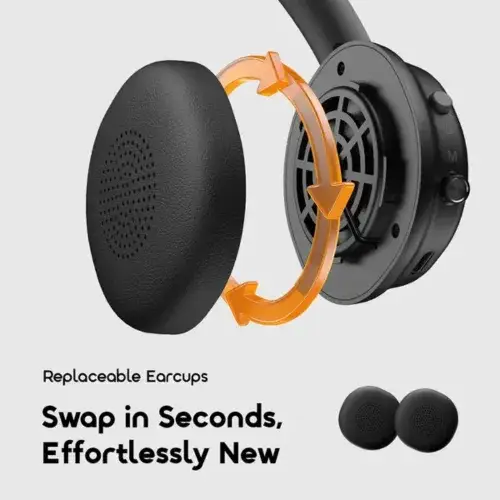 M
Replaceable Earcups
Swap in Seconds,
Effortlessly New